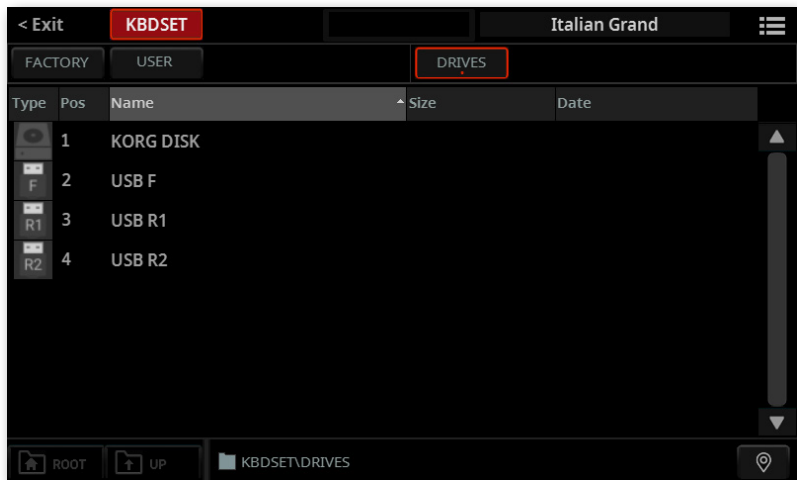 < Exit KBDSET Italian Grand
FACTORY USER DRIVES
Type Pos Name Size Date
1 KORG DISK
F 2 USB F
R1 3 USB R1
R2 4 USB R2
ROOT UP KBDSET\DRIVES